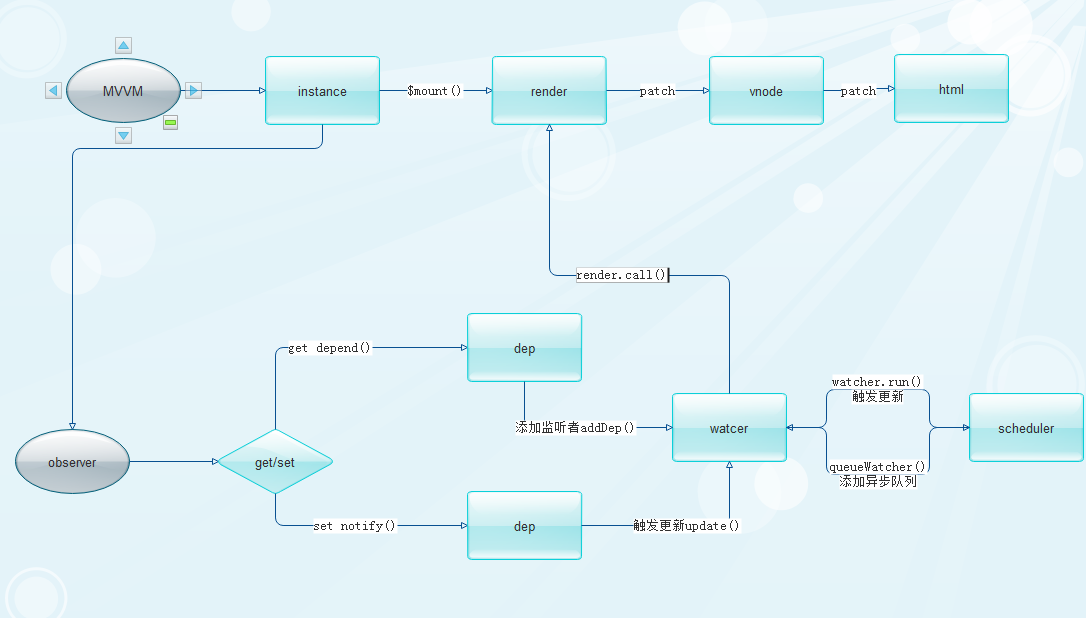 MVVM
instance
$mount()
render
patch
vnode
patch
html
render.call()
get depend()
dep
添加监听者addDep()
watcer
watcher.run()
触发更新
scheduler
queueWatcher()
添加异步队列
observer
get/set
set notify()
dep
触发更新update()